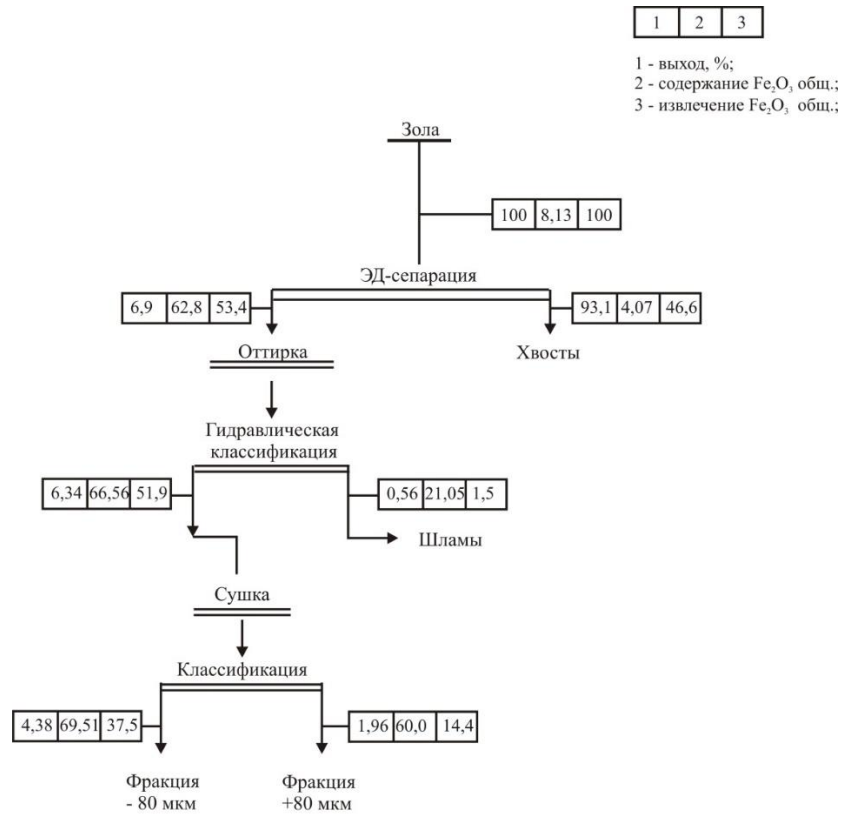 1 2 3
1 - выход, %;
2 - содержание Fe₂O₃ общ.;
3 - извлечение Fe₂O₃ общ.;
Зола
100 8,13 100
ЭД-сепарация
6,9 62,8 53,4
93,1 4,07 46,6
Оттирка
Хвосты
Гидравлическая
классификация
6,34 66,56 51,9
0,56 21,05 1,5
Шламы
Сушка
Классификация
4,38 69,51 37,5
1,96 60,0 14,4
Фракция
- 80 мкм
Фракция
+80 мкм